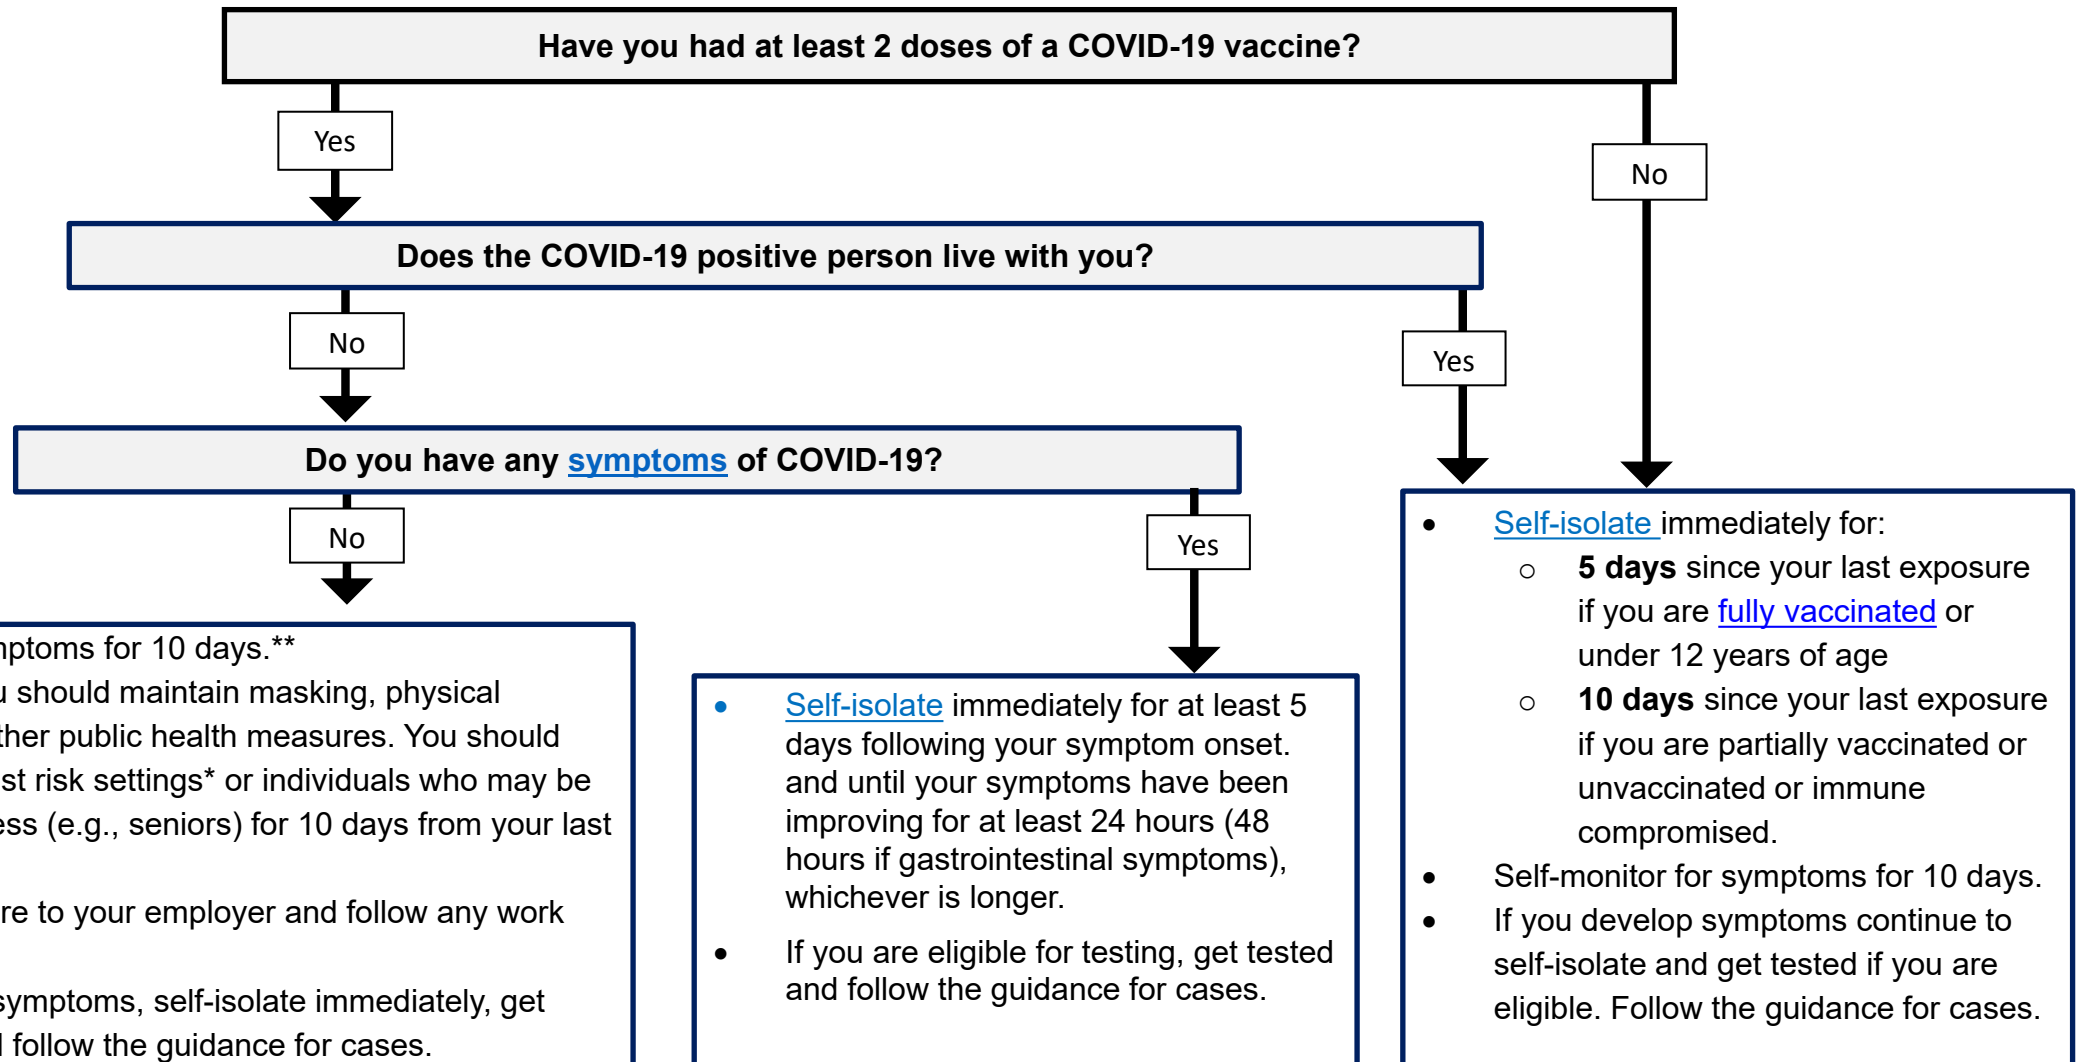 Have you had at least 2 doses of a COVID-19 vaccine?
Yes
No
Does the COVID-19 positive person live with you?
No
Yes
Do you have any symptoms of COVID-19?
No
Yes
for 10 days.**
should maintain masking, physical
public health measures. You should
risk settings* or individuals who may be
(e.g., seniors) for 10 days from your last
to your employer and follow any work
symptoms, self-isolate immediately, get
follow the guidance for cases.
• Self-isolate immediately for at least 5
days following your symptom onset.
and until your symptoms have been
improving for at least 24 hours (48
hours if gastrointestinal symptoms),
whichever is longer.
• If you are eligible for testing, get tested
and follow the guidance for cases.
• Self-isolate immediately for:
o 5 days since your last exposure
if you are fully vaccinated or
under 12 years of age
o 10 days since your last exposure
if you are partially vaccinated or
unvaccinated or immune
compromised.
• Self-monitor for symptoms for 10 days.
• If you develop symptoms continue to
self-isolate and get tested if you are
eligible. Follow the guidance for cases.